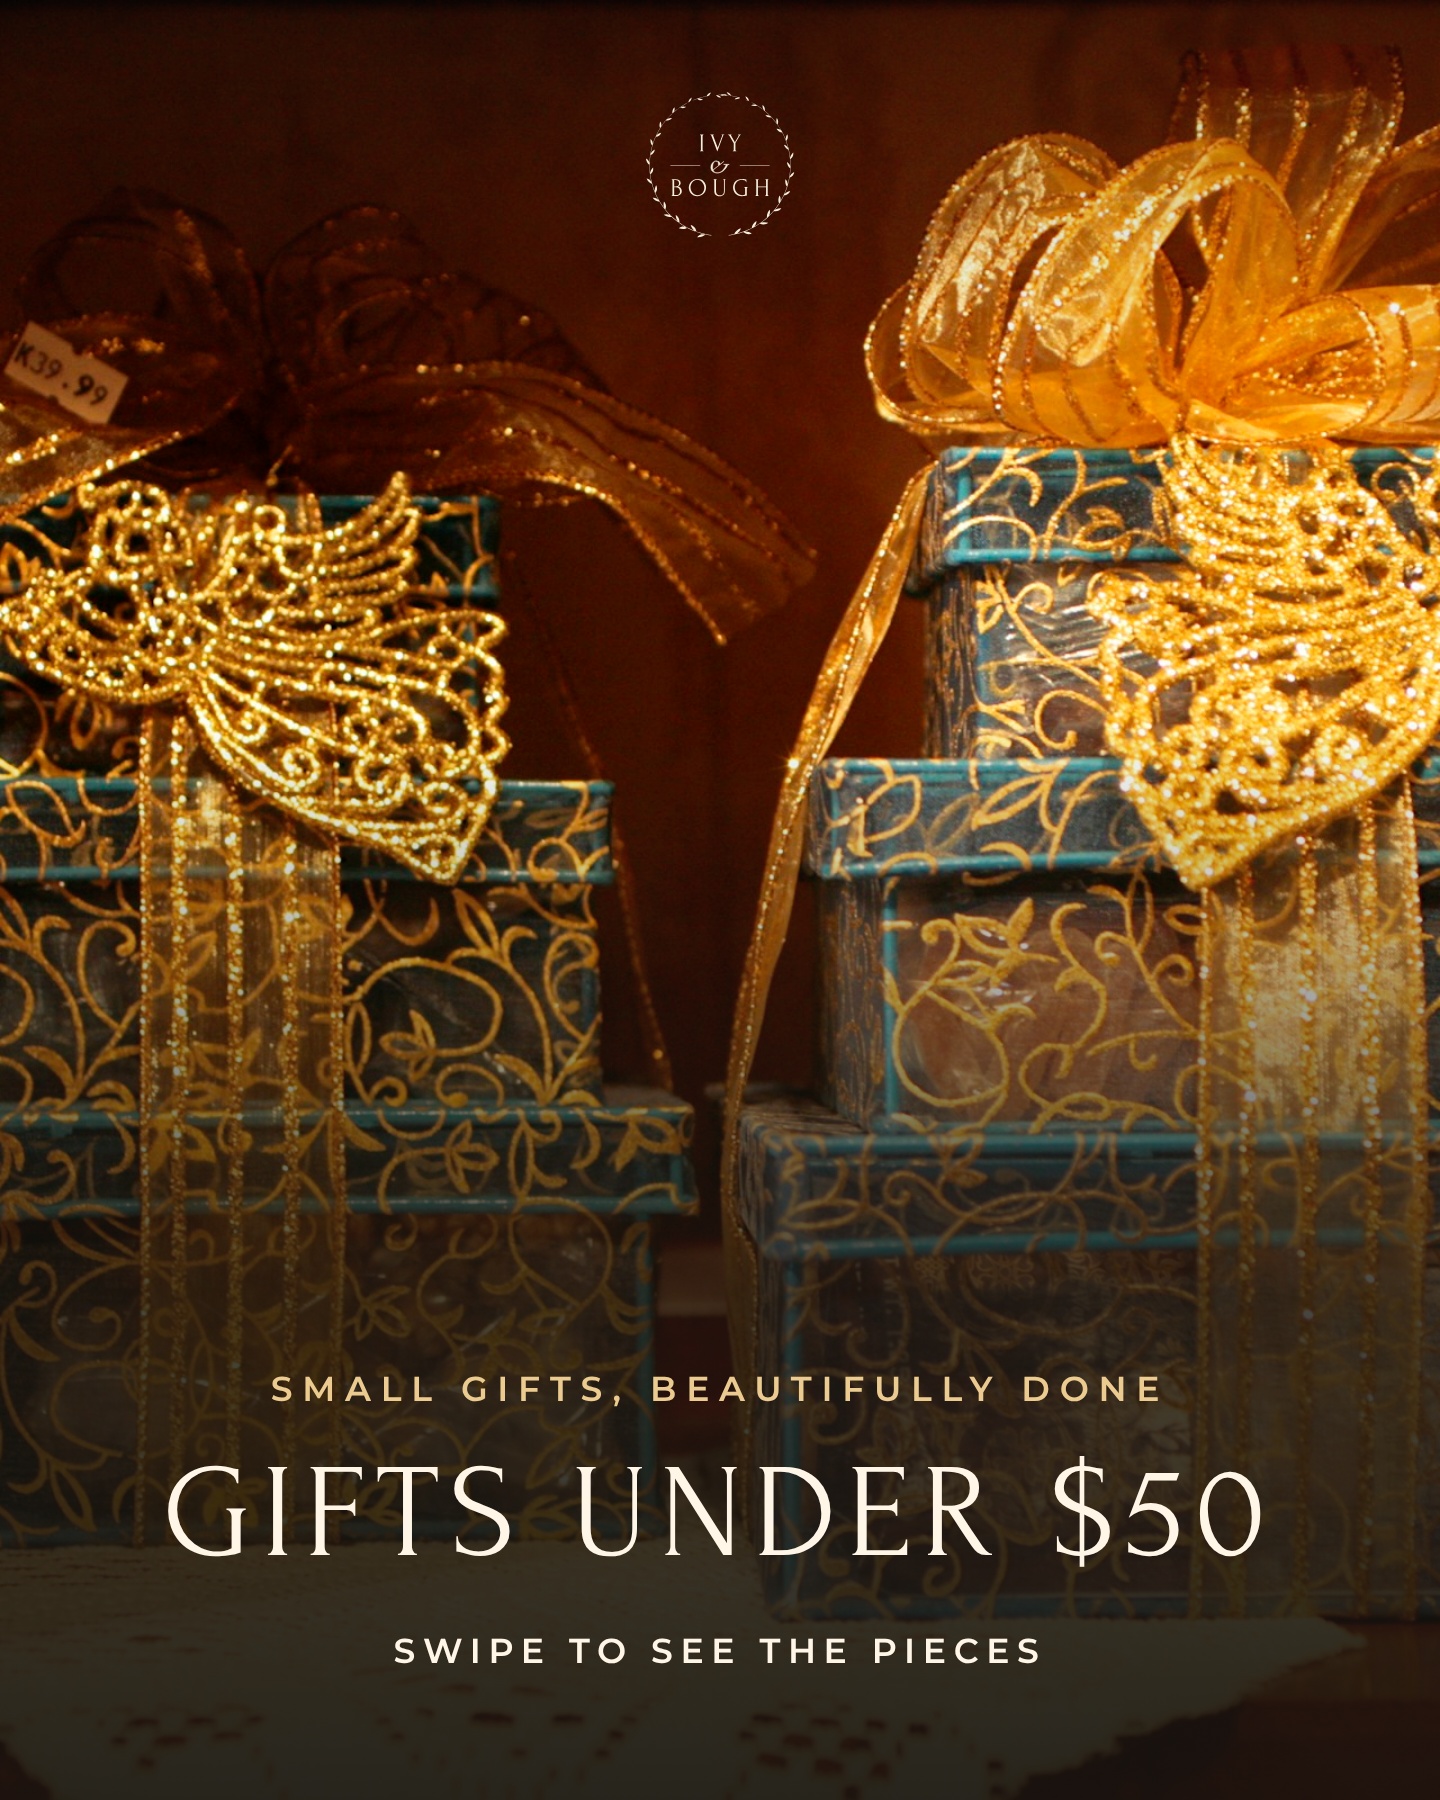 IVY
&
BOUGH
K39.99
SMALL GIFTS, BEAUTIFULLY DONE
GIFTS UNDER $50
SWIPE TO SEE THE PIECES